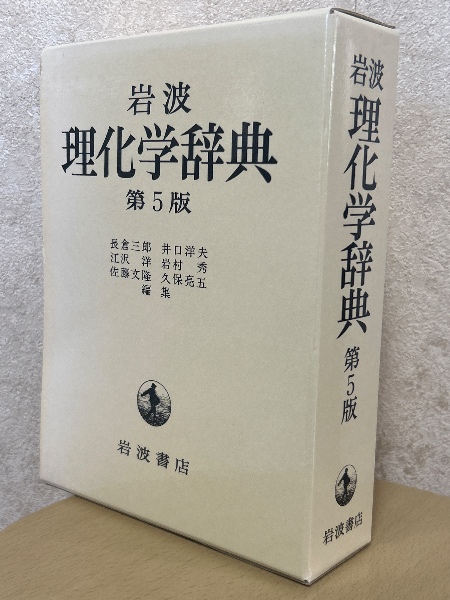 岩波
理化学辞典
第5版
長倉三郎 井口洋夫
江沢 洋 岩村 秀
佐藤文隆 久保亮五
編集
岩波書店
岩波
理化学辞典
第5版
岩波書店